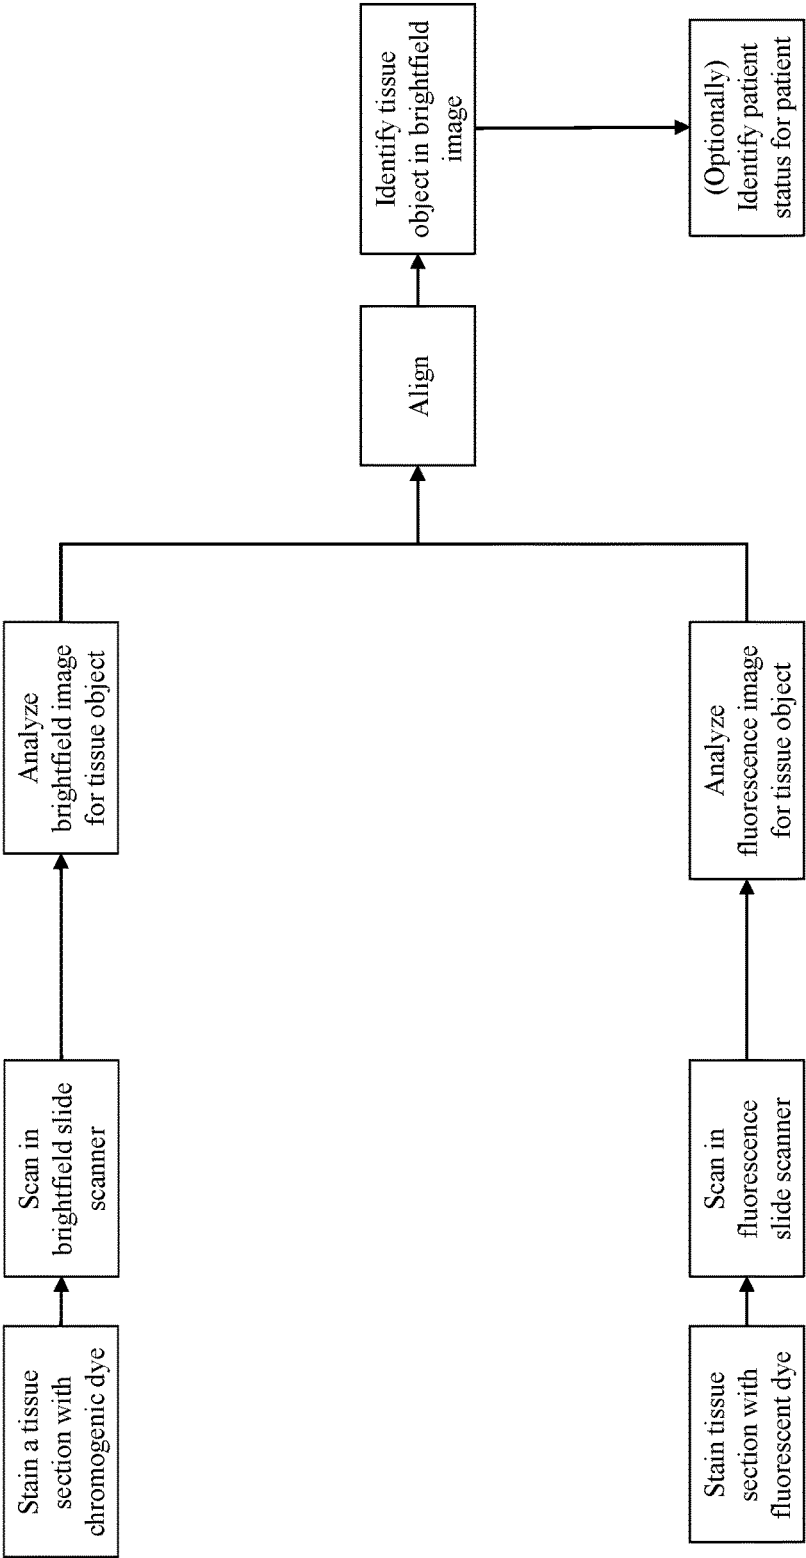 Stain a tissue
section with
chromogenic dye
Scan in
brightfield slide
scanner
Analyze
brightfield image
for tissue object
Stain tissue
section with
fluorescent dye
Scan in
fluorescence
slide scanner
Analyze
fluorescence image
for tissue object
Align
Identify tissue
object in brightfield
image
(Optionally)
Identify patient
status for patient